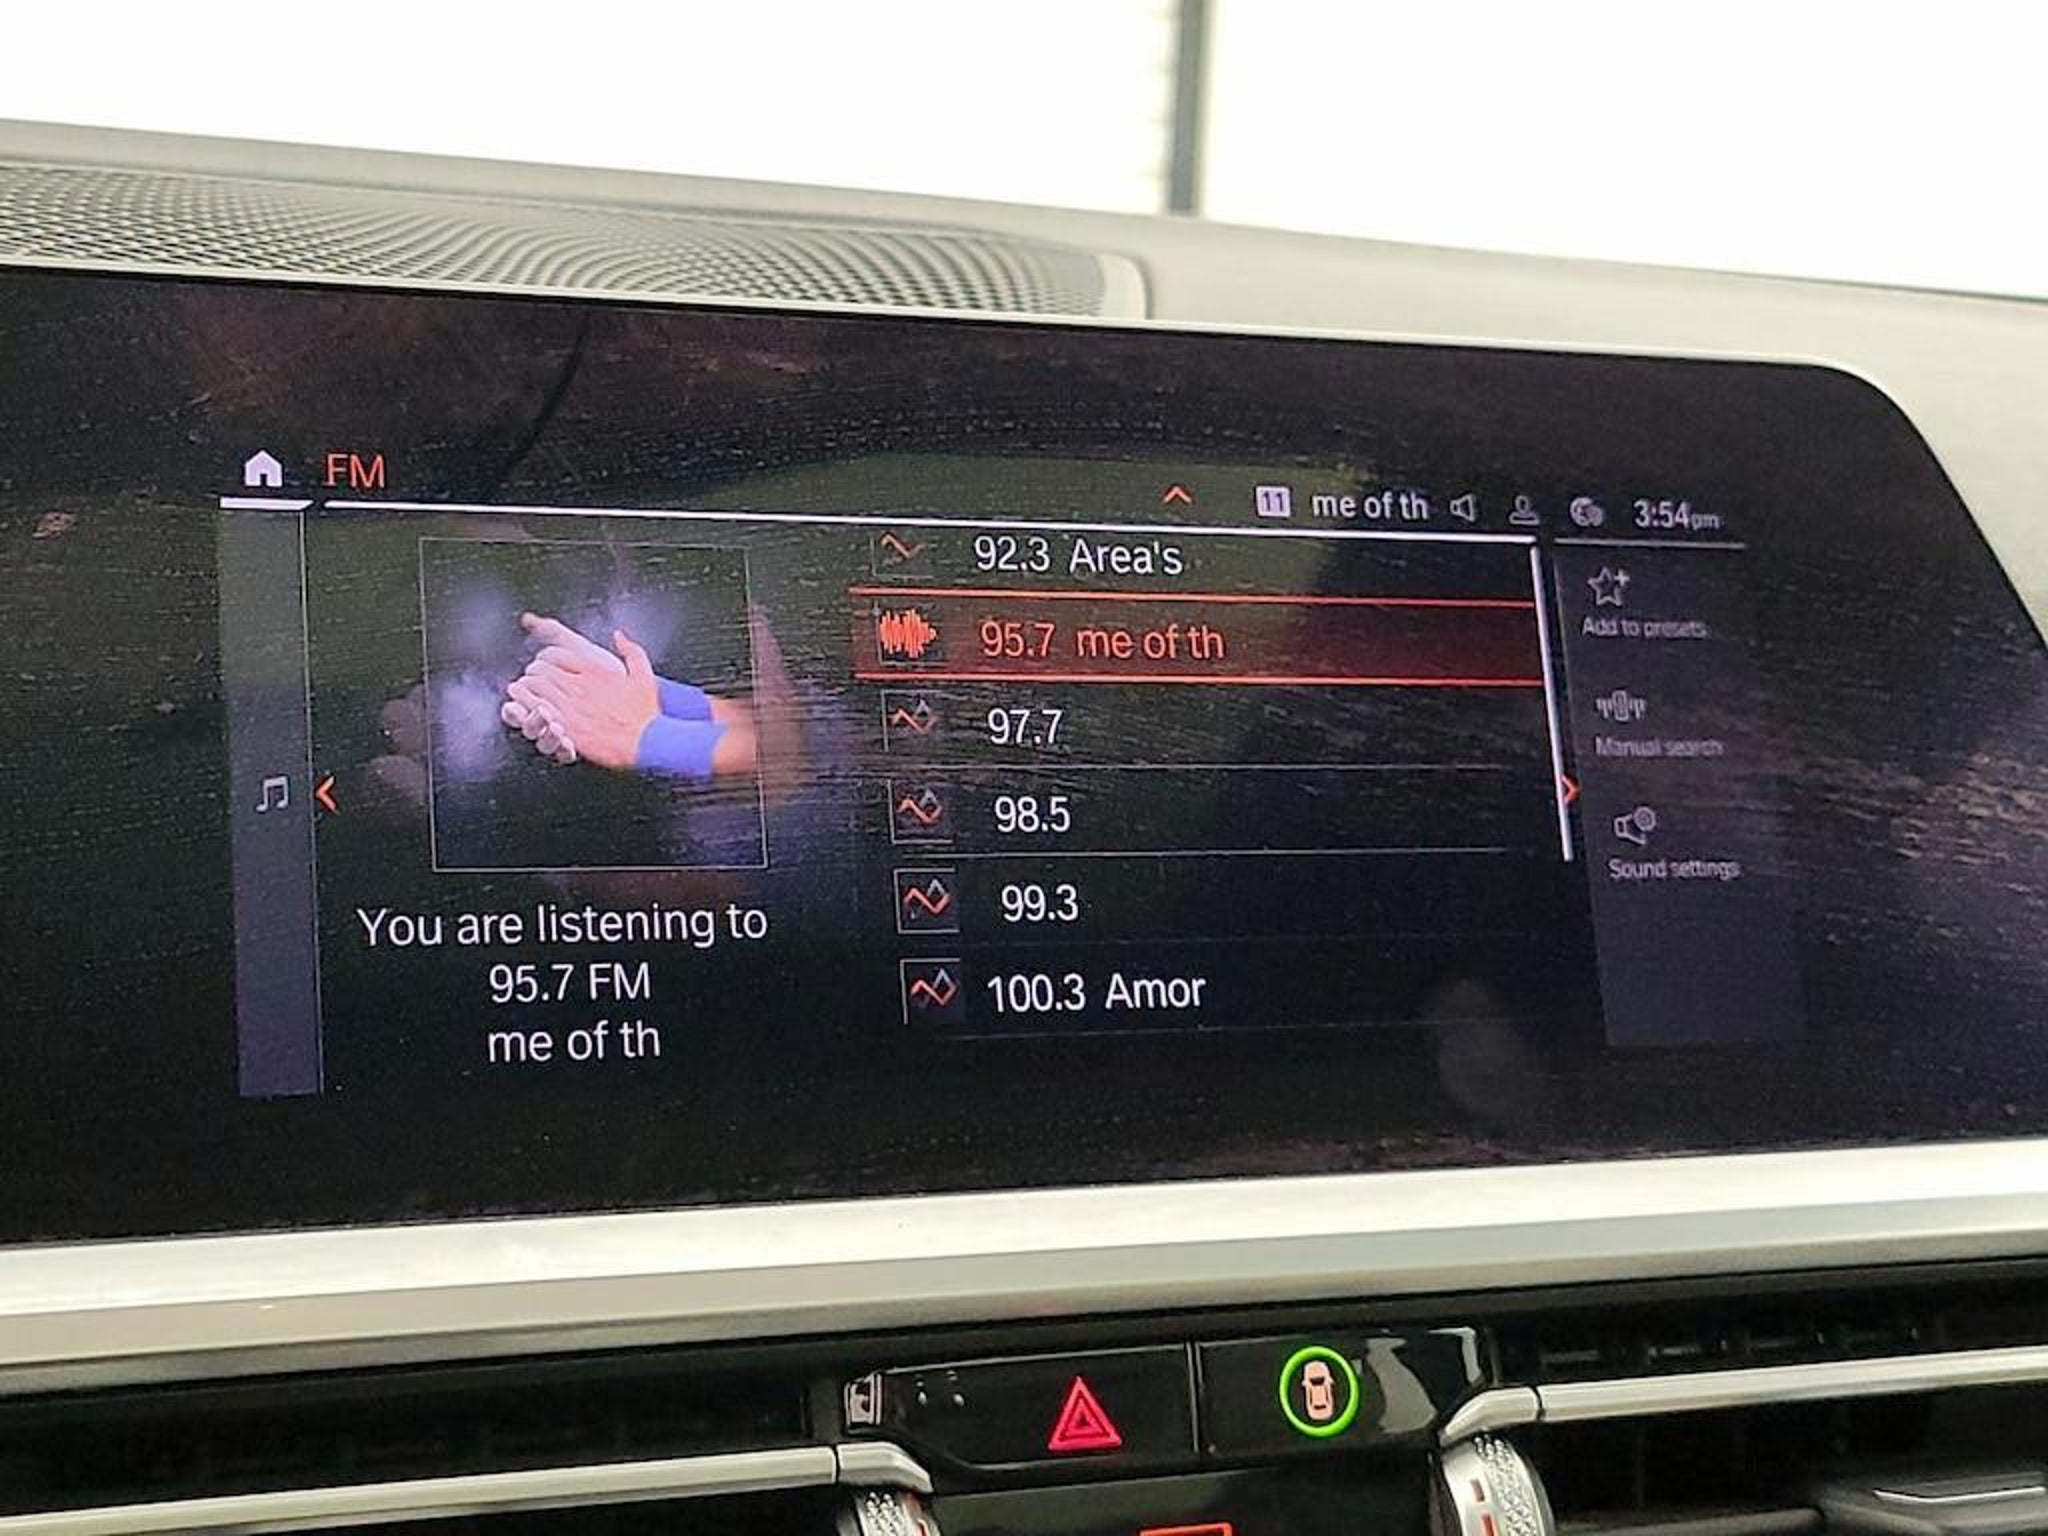 FM
11 me of th 3:54pm
92.3 Area's
95.7 me of th
97.7
98.5
99.3
100.3 Amor
You are listening to
95.7 FM
me of th
Add to presets
Manual search
Sound settings